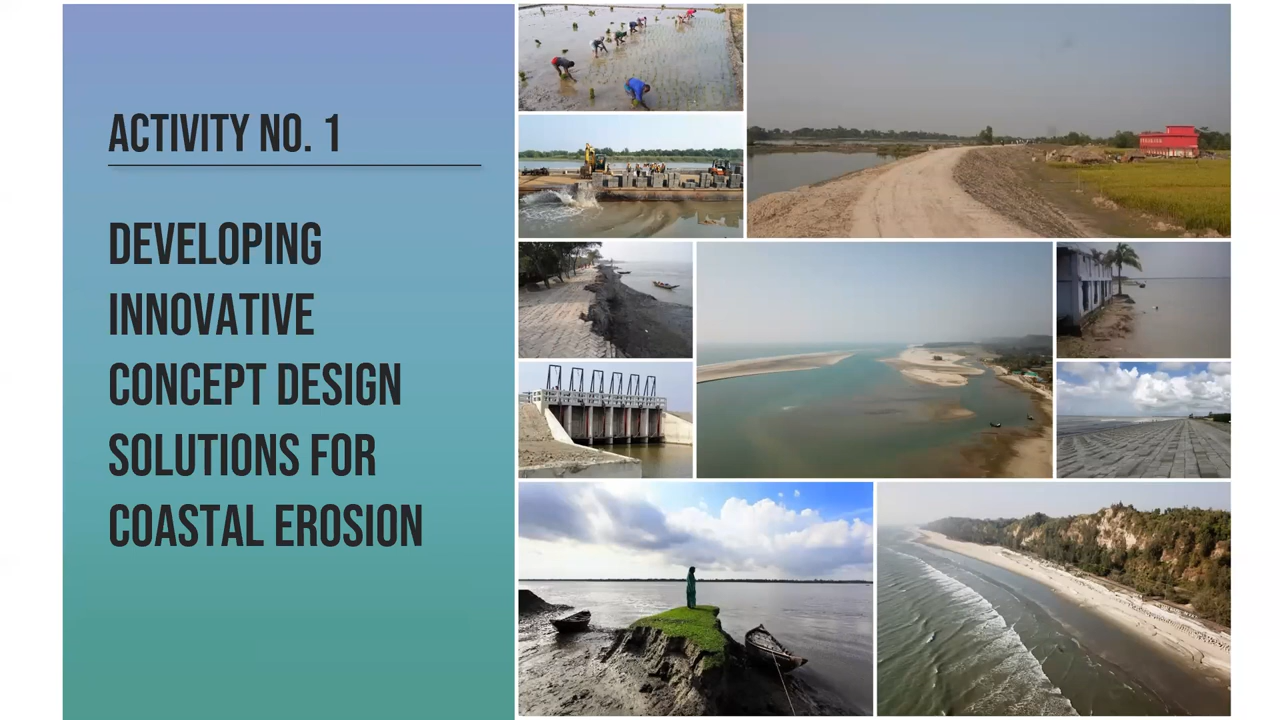 ACTIVITY NO. 1
DEVELOPING
INNOVATIVE
CONCEPT DESIGN
SOLUTIONS FOR
COASTAL EROSION